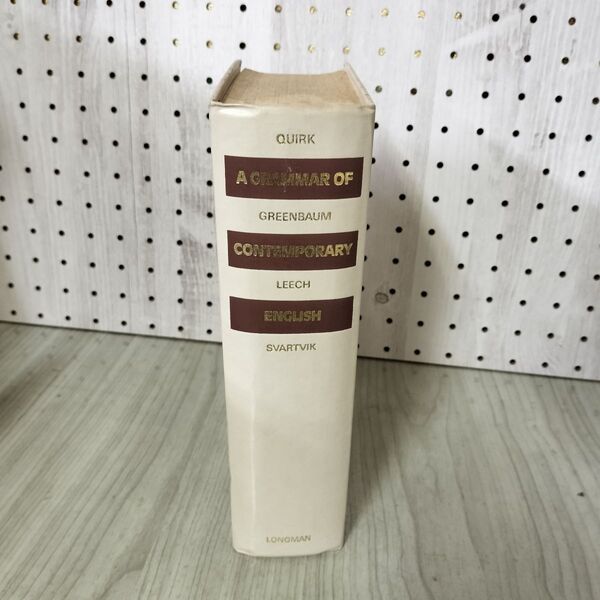 QUIRK
A GRAMMAR OF
GREENBAUM
CONTEMPORARY
LEECH
ENGLISH
SVARTVIK
LONGMAN